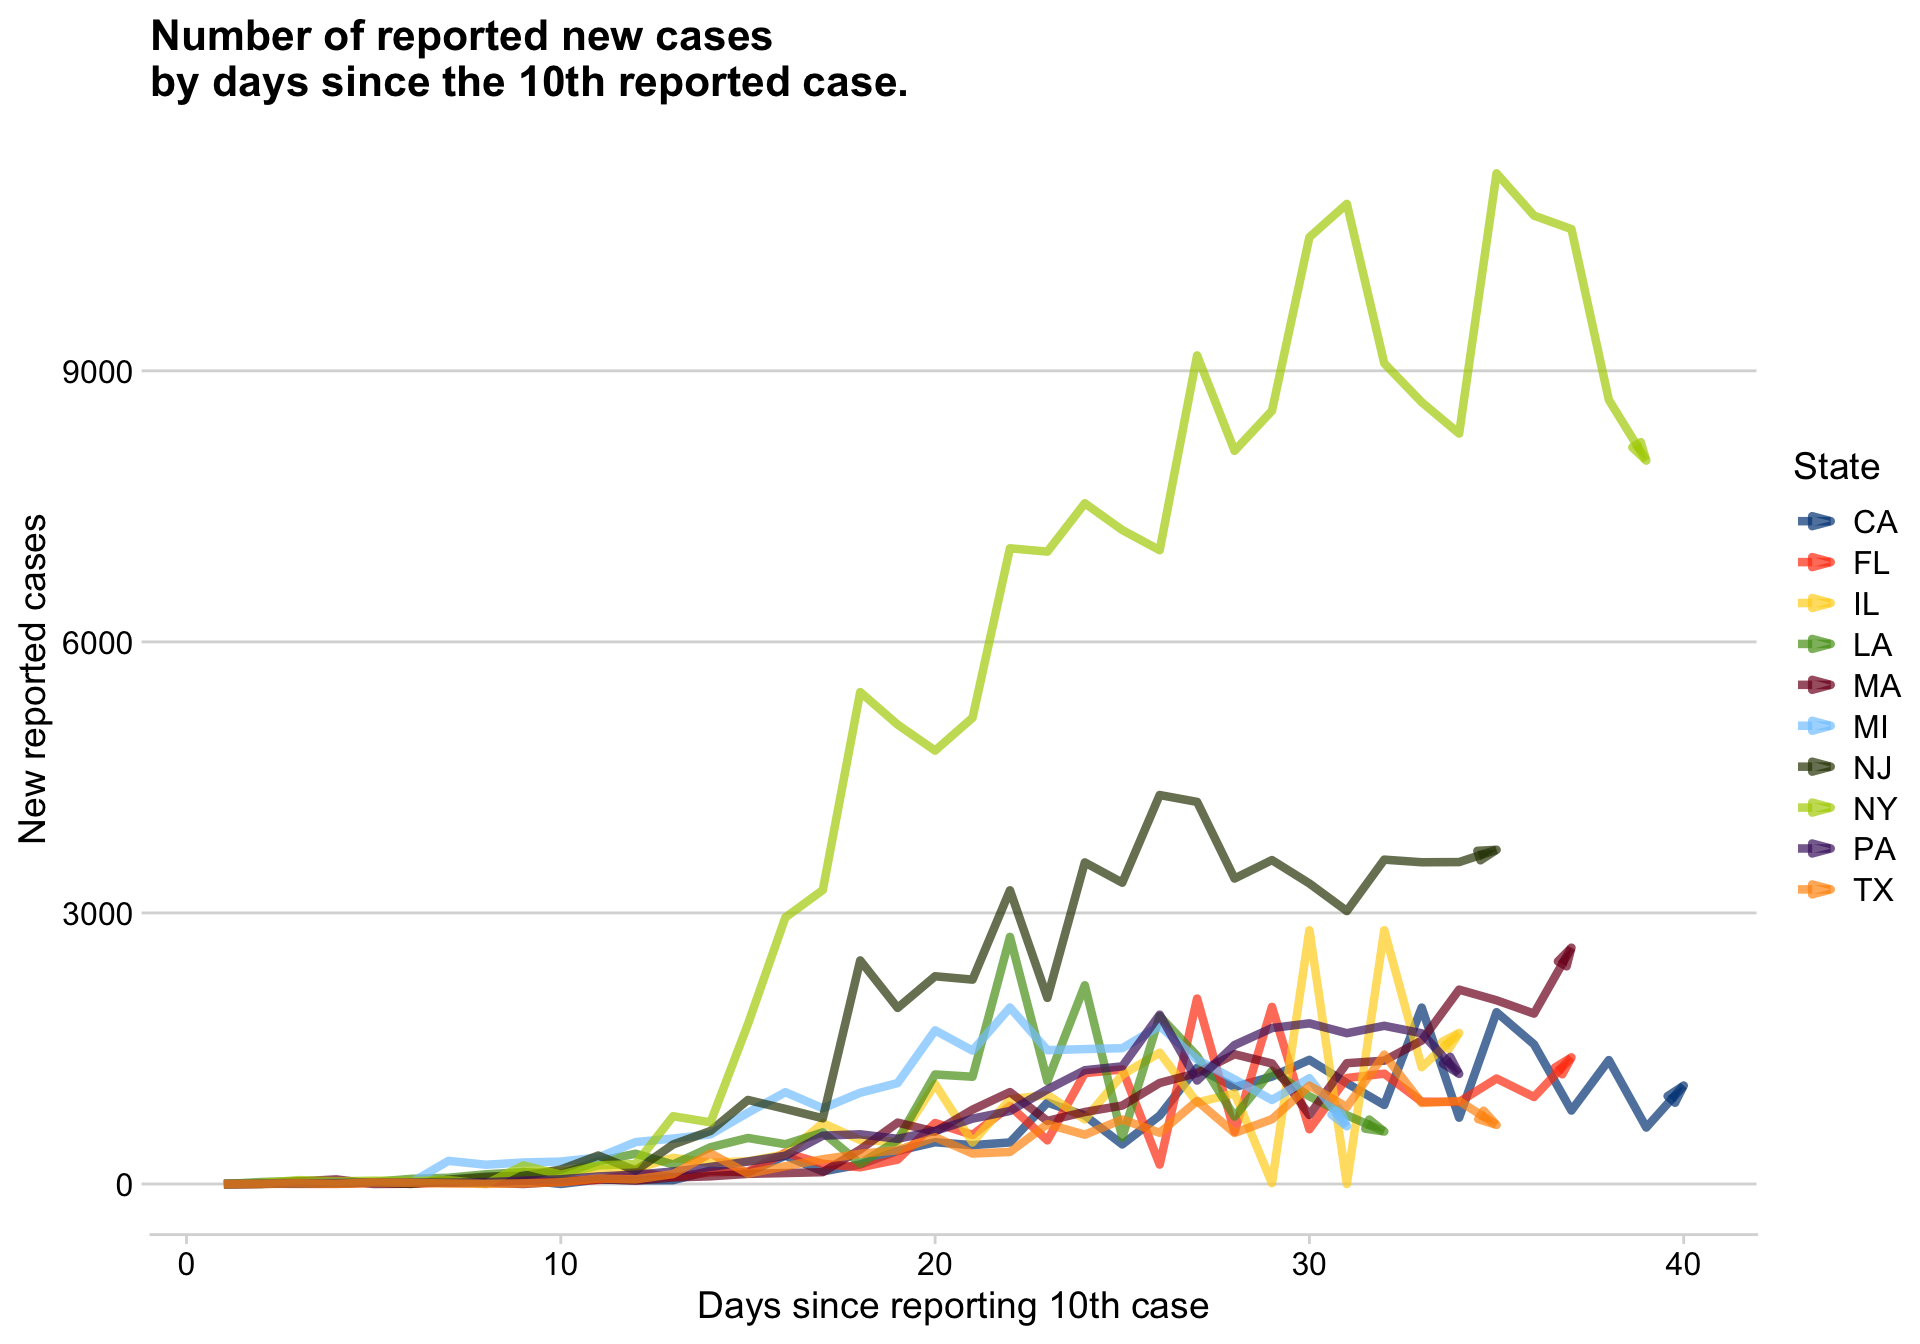 Number of reported new cases
by days since the 10th reported case.
New reported cases
9000
6000
3000
0
0
10
20
30
40
Days since reporting 10th case
State
CA
FL
IL
LA
MA
MI
NJ
NY
PA
TX